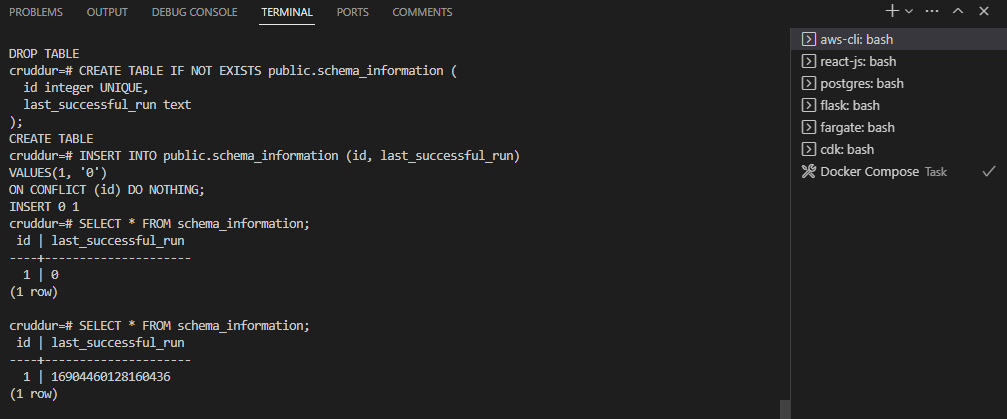 PROBLEMS OUTPUT DEBUG CONSOLE TERMINAL PORTS COMMENTS
DROP TABLE
cruddur=# CREATE TABLE IF NOT EXISTS public.schema_information (
  id integer UNIQUE,
  last_successful_run text
);
CREATE TABLE
cruddur=# INSERT INTO public.schema_information (id, last_successful_run)
VALUES(1, '0')
ON CONFLICT (id) DO NOTHING;
INSERT 0 1
cruddur=# SELECT * FROM schema_information;
 id | last_successful_run
----+---------------------
  1 | 0
(1 row)

cruddur=# SELECT * FROM schema_information;
 id | last_successful_run
----+---------------------
  1 | 16904460128160436
(1 row)
aws-cli: bash
react-js: bash
postgres: bash
flask: bash
fargate: bash
cdk: bash
Docker Compose Task